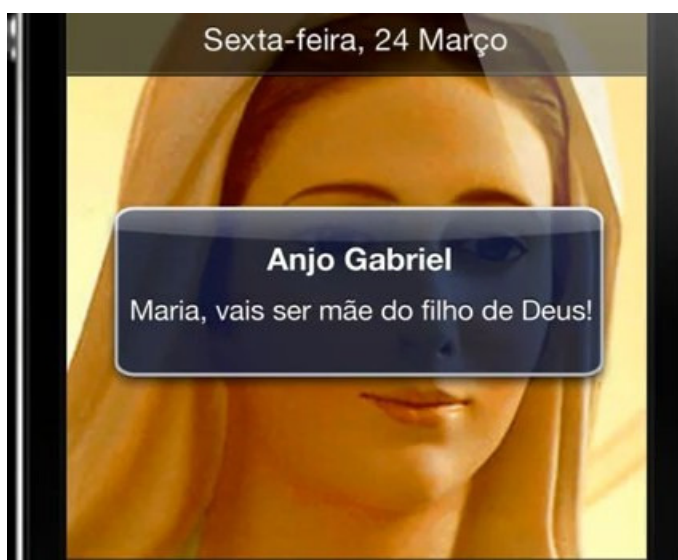 Sexta-feira, 24 Março
Anjo Gabriel
Maria, vais ser mãe do filho de Deus!